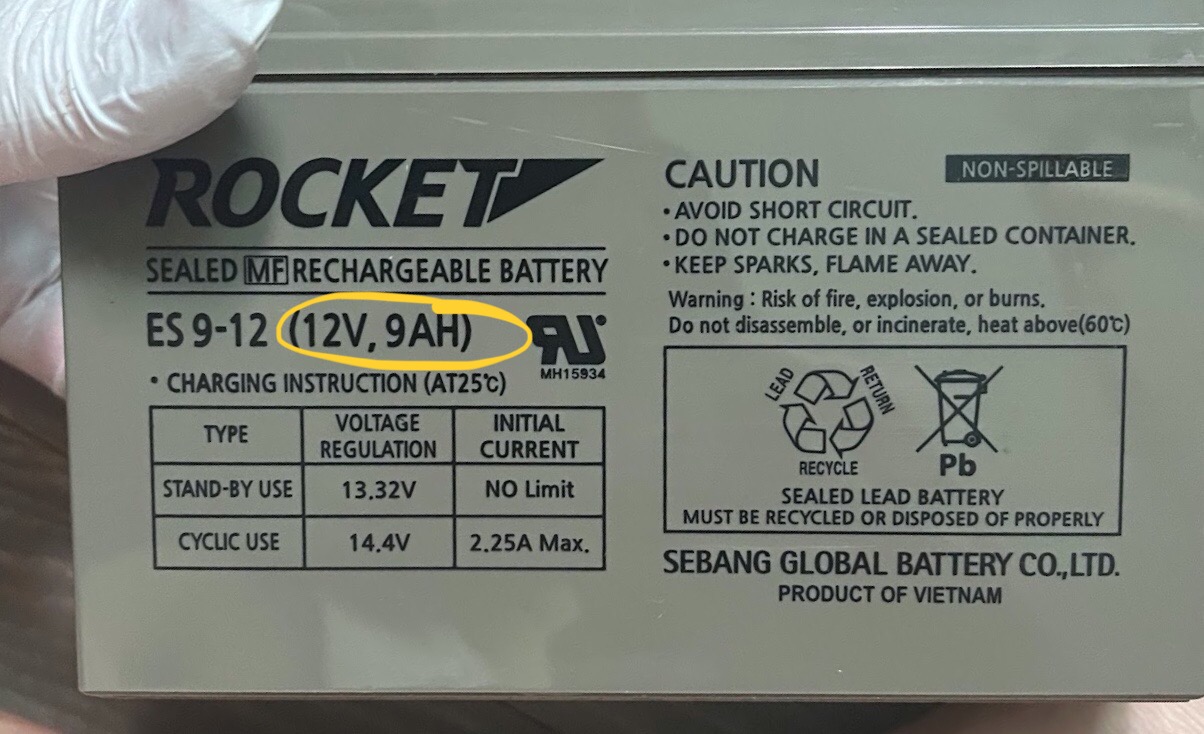 ROCKET
SEALED MF RECHARGEABLE BATTERY
ES 9-12 (12V, 9AH)
MH15934
• CHARGING INSTRUCTION (AT25℃)
TYPE VOLTAGE REGULATION INITIAL CURRENT
STAND-BY USE 13.32V NO Limit
CYCLIC USE 14.4V 2.25A Max.
CAUTION NON-SPILLABLE
• AVOID SHORT CIRCUIT.
• DO NOT CHARGE IN A SEALED CONTAINER.
• KEEP SPARKS, FLAME AWAY.
Warning : Risk of fire, explosion, or burns.
Do not disassemble, or incinerate, heat above(60℃)
LEAD RETURN
RECYCLE Pb
SEALED LEAD BATTERY
MUST BE RECYCLED OR DISPOSED OF PROPERLY
SEBANG GLOBAL BATTERY CO.,LTD.
PRODUCT OF VIETNAM